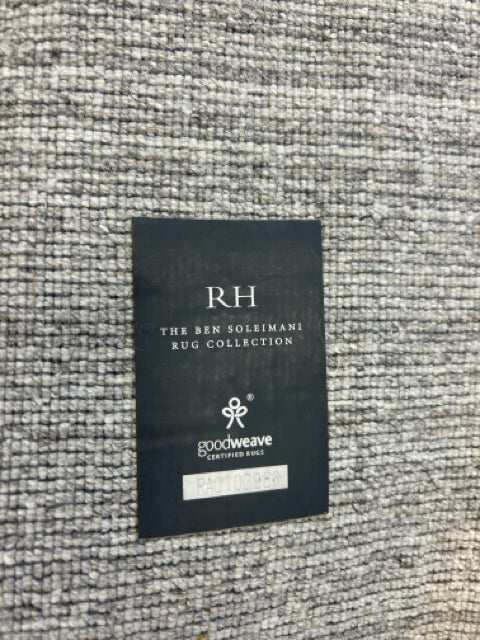 RH
THE BEN SOLEIMANI
RUG COLLECTION
®
goodweave
CERTIFIED RUGS